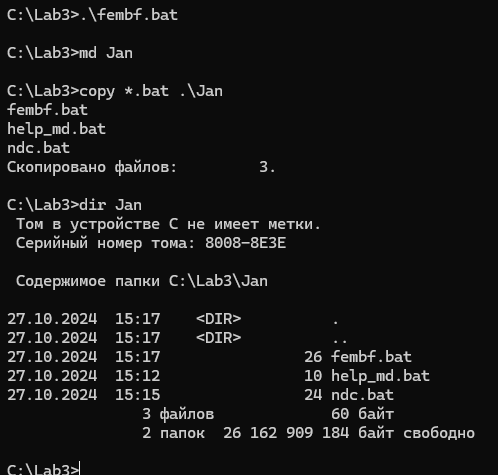 C:\Lab3>.\fembf.bat
C:\Lab3>md Jan
C:\Lab3>copy *.bat .\Jan
fembf.bat
help_md.bat
ndc.bat
Скопировано файлов:         3.
C:\Lab3>dir Jan
 Том в устройстве C не имеет метки.
 Серийный номер тома: 8008-8E3E
 Содержимое папки C:\Lab3\Jan
27.10.2024  15:17    <DIR>          .
27.10.2024  15:17    <DIR>          ..
27.10.2024  15:17                26 fembf.bat
27.10.2024  15:12                10 help_md.bat
27.10.2024  15:15                24 ndc.bat
               3 файлов             60 байт
               2 папок  26 162 909 184 байт свободно
C:\Lab3>